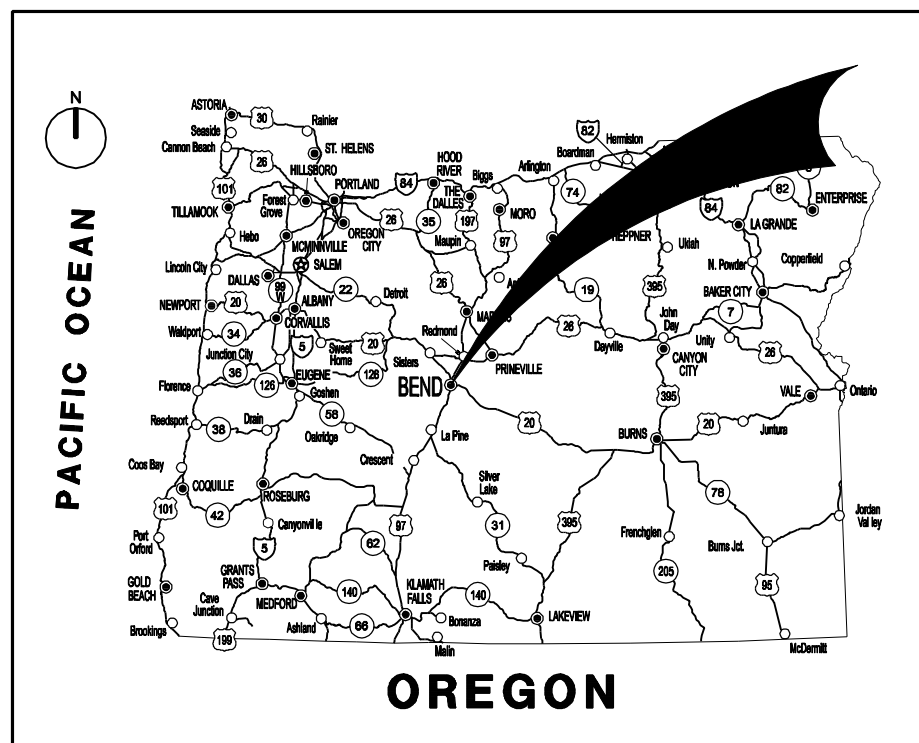 N
PACIFIC OCEAN
ASTORIA
30
Rainier
Seaside
Cannon Beach
26
ST. HELENS
HILLSBORO
PORTLAND
84
HOOD
RIVER
Biggs
THE
DALLES
Arlington
Boardman
82
Hermiston
101
Forest
Grove
TILLAMOOK
OREGON
CITY
26
35
197
MORO
74
82
ENTERPRISE
84
LA GRANDE
Hebo
MCMINNVILLE
Maupin
97
HEPPNER
Ukiah
SALEM
Lincoln City
DALLAS
99
W
22
Detroit
26
19
395
N. Powder
Copperfield
NEWPORT
20
ALBANY
CORVALLIS
BAKER CITY
Waldport
34
5
Sweet
Home
20
Redmond
26
Dayville
John
Day
7
Unity
Junction City
36
126
EUGENE
126
Sisters
PRINEVILLE
CANYON
CITY
26
BEND
Florence
Goshen
VALE
Ontario
Reedsport
38
Drain
58
Oakridge
La Pine
20
395
BURNS
20
Juntura
Crescent
Coos Bay
COQUILLE
ROSEBURG
Silver
Lake
78
101
42
Canyonville
97
31
395
Jordan
Valley
Port
Orford
5
62
Paisley
Frenchglen
Burns Jct.
GOLD
BEACH
GRANTS
PASS
MEDFORD
140
KLAMATH
FALLS
140
205
95
Cave
Junction
Brookings
199
Ashland
66
Bonanza
LAKEVIEW
Malin
McDermitt
OREGON